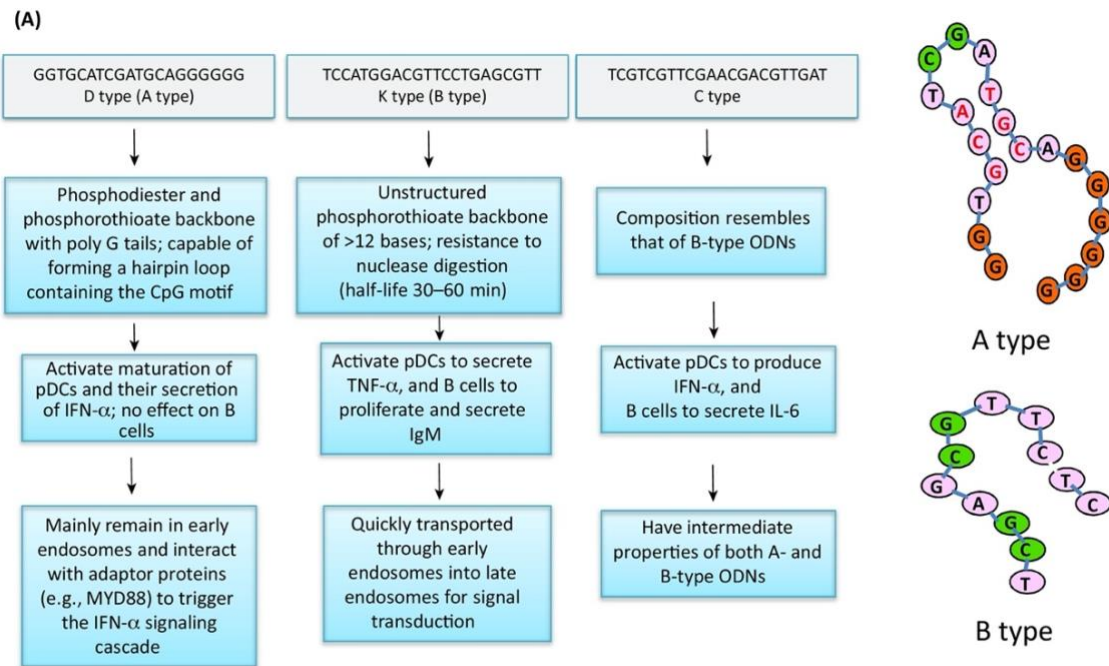 (A)
GGTGCATCGATGCAGGGGGG
D type (A type)
Phosphodiester and
phosphorothioate backbone
with poly G tails; capable of
forming a hairpin loop
containing the CpG motif
Activate maturation of
pDCs and their secretion
of IFN-α; no effect on B
cells
Mainly remain in early
endosomes and interact
with adaptor proteins
(e.g., MYD88) to trigger
the IFN-α signaling
cascade
TCCATGGACGTTCCTGAGCGTT
K type (B type)
Unstructured
phosphorothioate backbone
of >12 bases; resistance to
nuclease digestion
(half-life 30–60 min)
Activate pDCs to secrete
TNF-α, and B cells to
proliferate and secrete
IgM
Quickly transported
through early
endosomes into late
endosomes for signal
transduction
TCGTCGTTCGAACGACGTTGAT
C type
Composition resembles
that of B-type ODNs
Activate pDCs to produce
IFN-α, and
B cells to secrete IL-6
Have intermediate
properties of both A- and
B-type ODNs
G
G
T
G
C
A
T
C
G
A
T
G
C
A
G
G
G
G
G
G
A type
T
C
G
A
G
C
G
T
T
C
T
C
B type